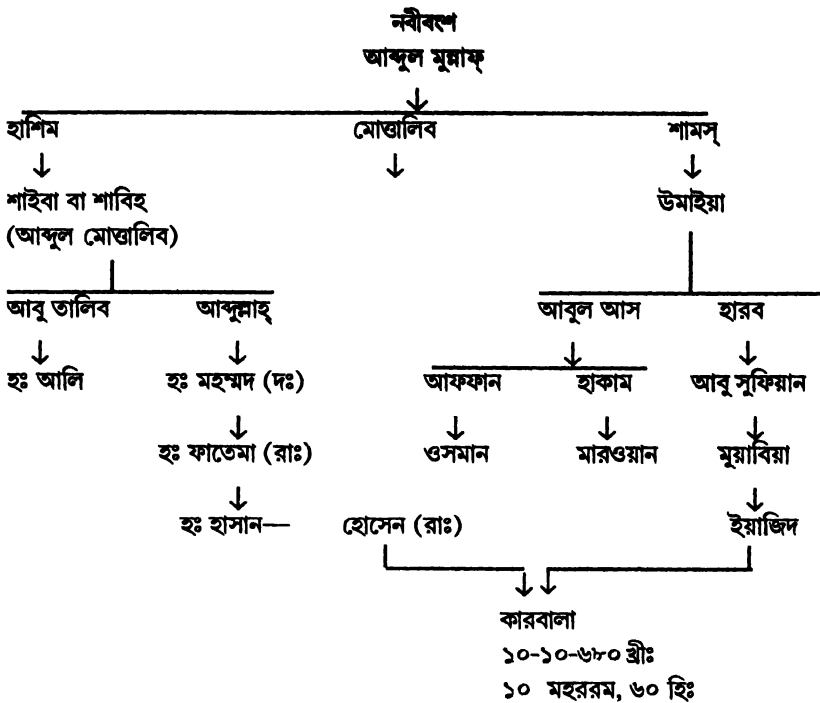 নবীবংশ
আব্দুল মুন্নাফ্
হাশিম মোত্তালিব শামস্
শাইবা বা শাবিহ উমাইয়া
(আব্দুল মোত্তালিব)
আবু তালিব আব্দুল্লাহ্ আবুল আস হারব
হঃ আলি হঃ মহম্মদ (দঃ) আফফান হাকাম আবু সুফিয়ান
হঃ ফাতেমা (রাঃ) ওসমান মারওয়ান মুয়াবিয়া
হঃ হাসান— হোসেন (রাঃ) ইয়াজিদ
কারবালা
১০-১০-৬৮০ খ্রীঃ
১০ মহররম, ৬০ হিঃ